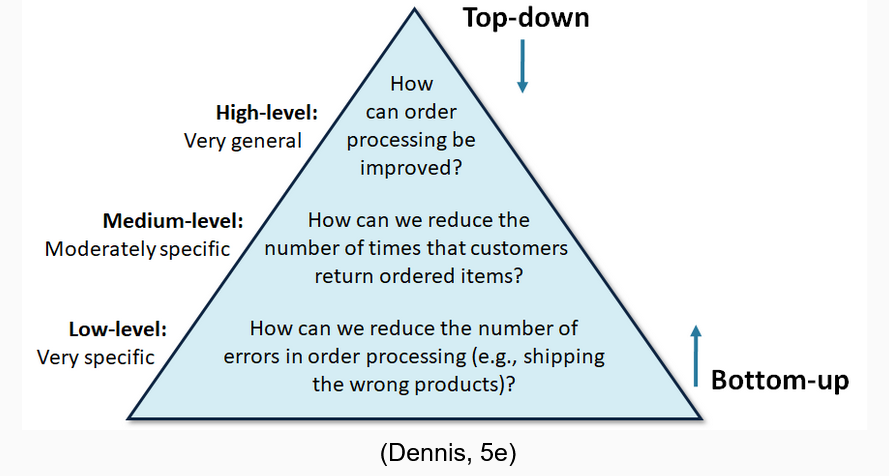 Top-down
High-level:
Very general
How
can order
processing be
improved?
Medium-level:
Moderately specific
How can we reduce the
number of times that customers
return ordered items?
Low-level:
Very specific
How can we reduce the number of
errors in order processing (e.g., shipping
the wrong products)?
Bottom-up
(Dennis, 5e)